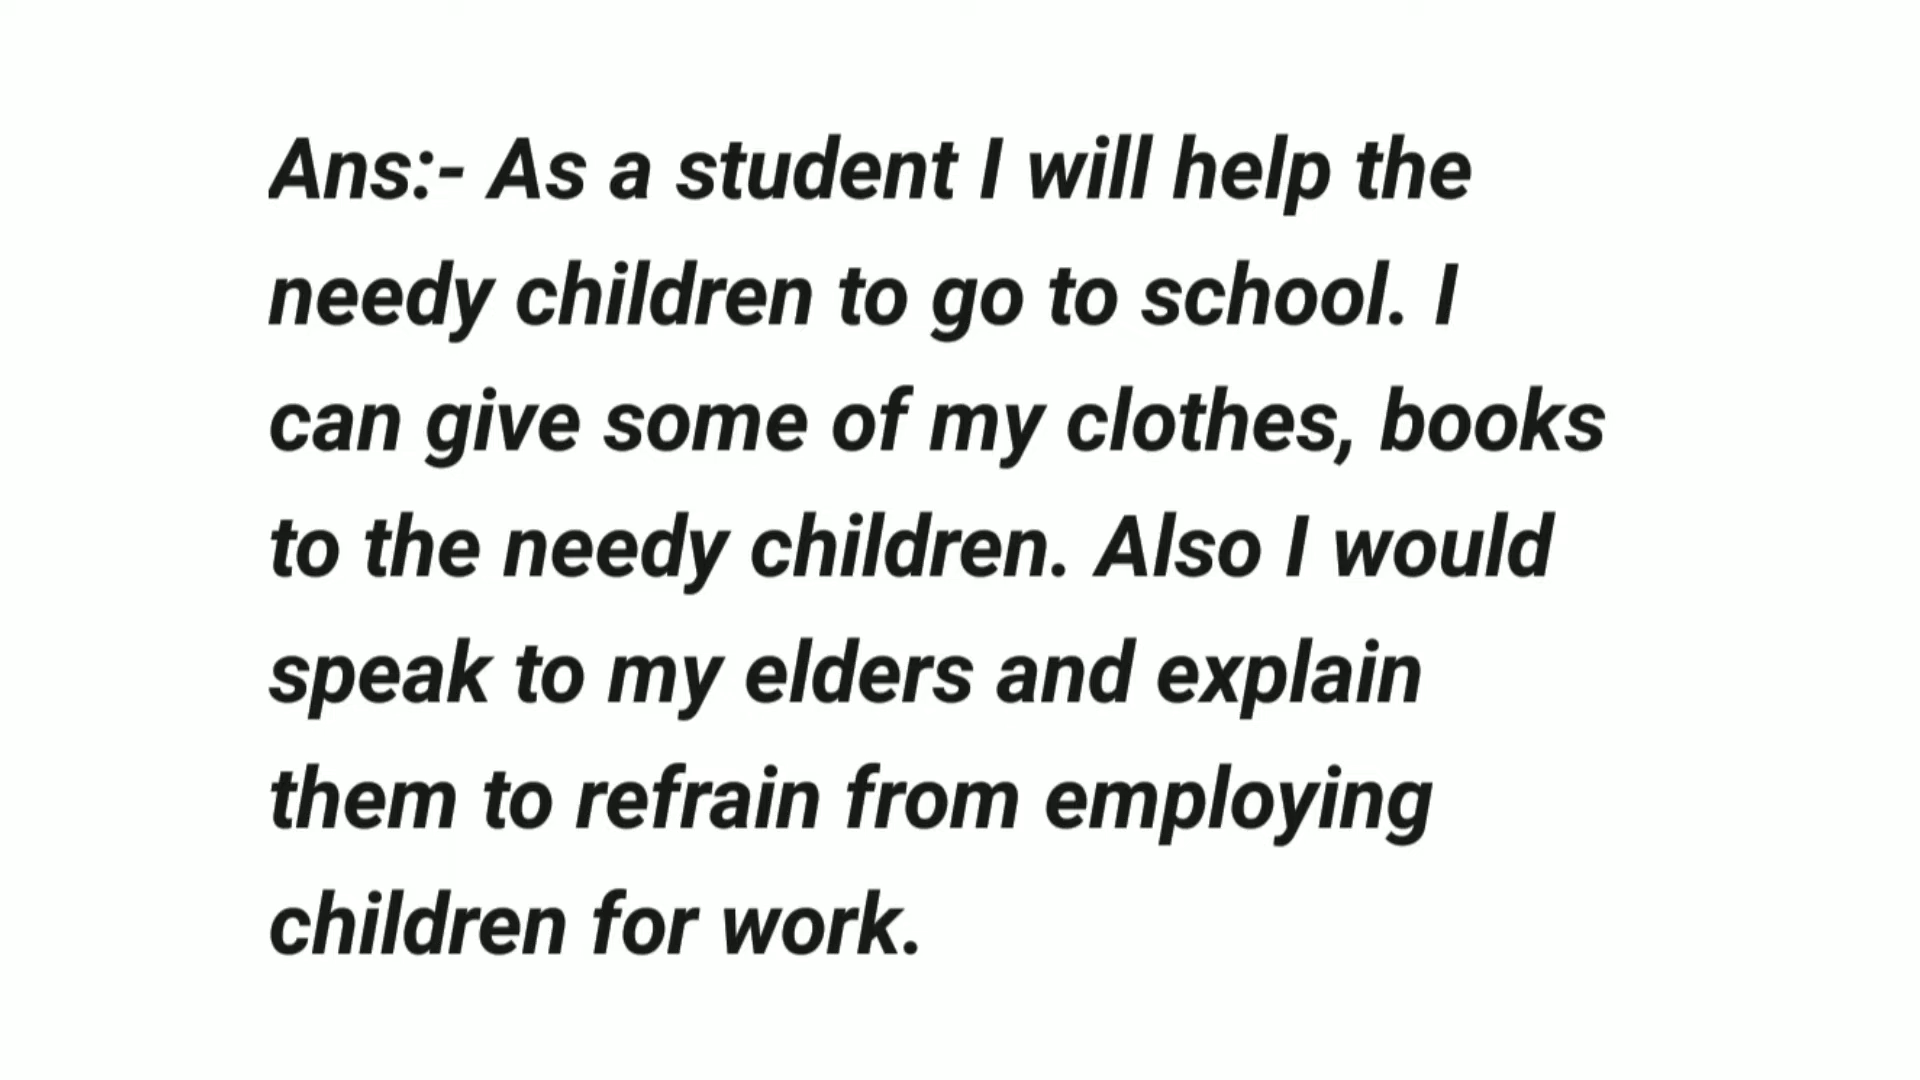 Ans:- As a student I will help the
needy children to go to school. I
can give some of my clothes, books
to the needy children. Also I would
speak to my elders and explain
them to refrain from employing
children for work.